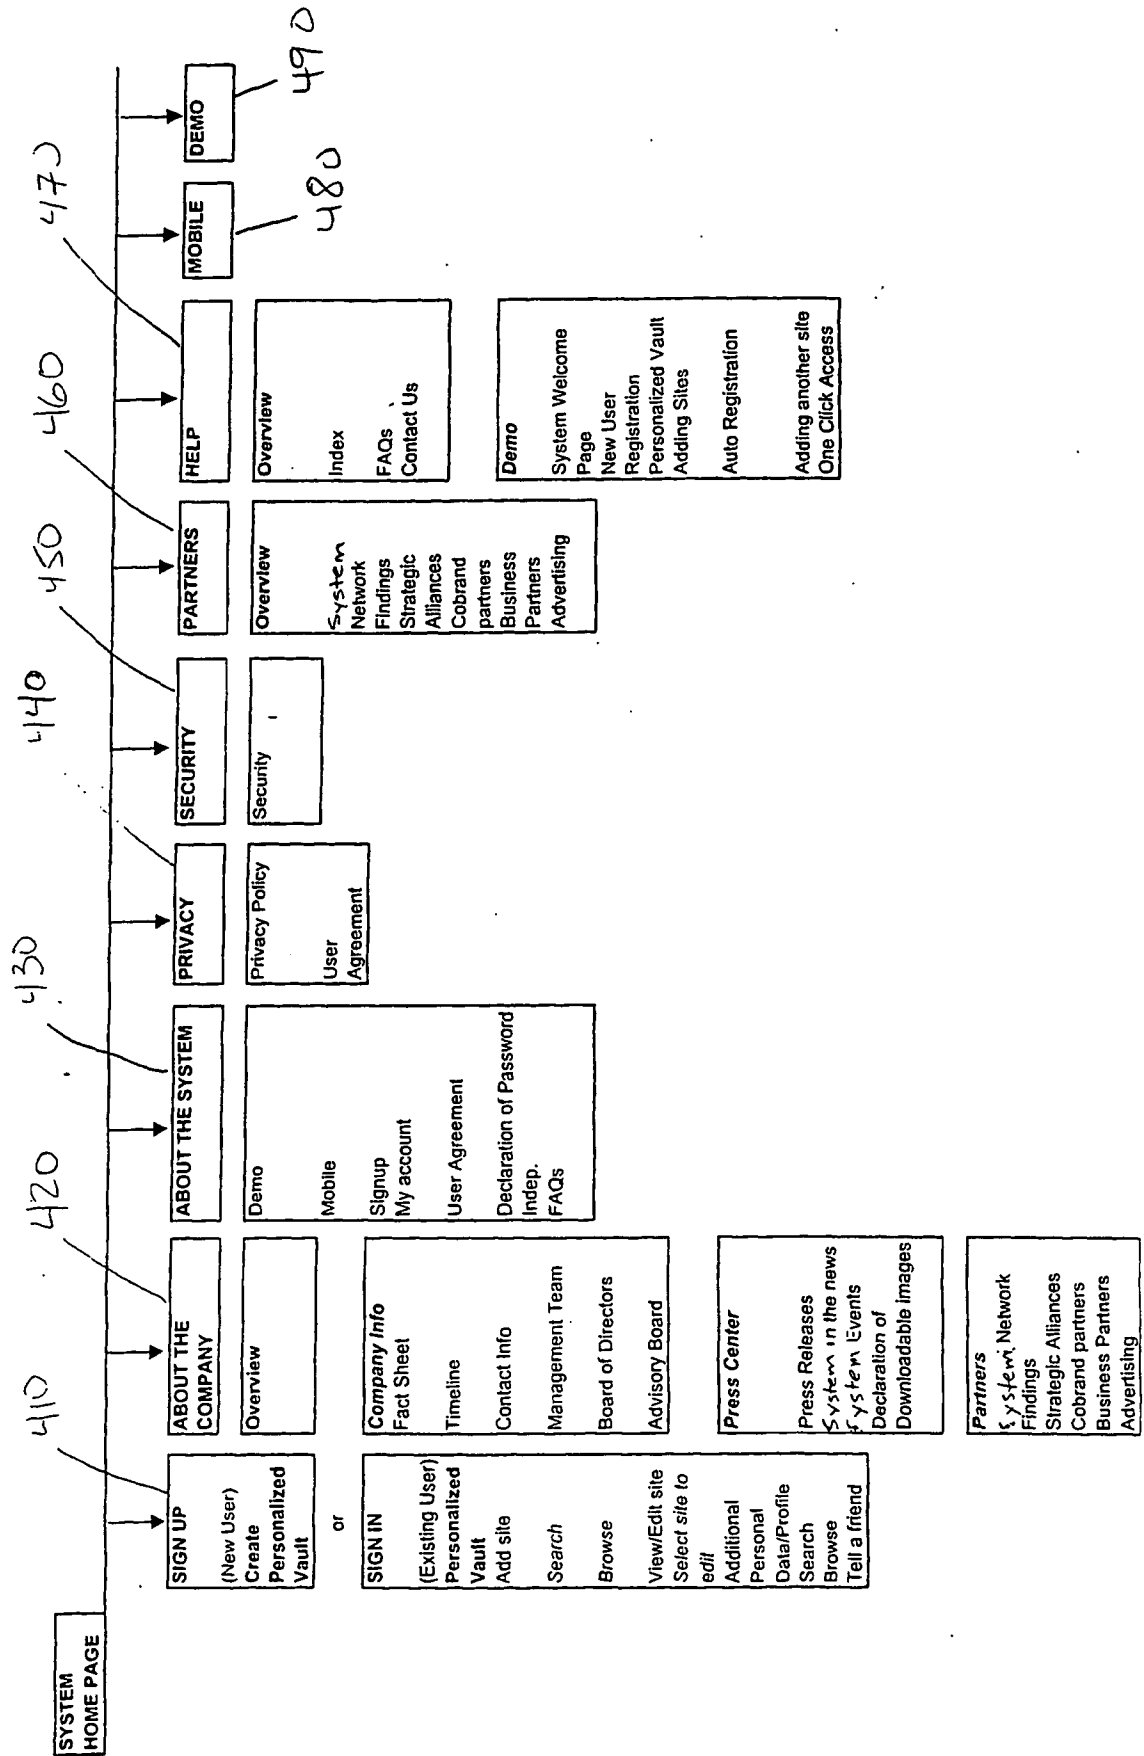 SYSTEM
HOME PAGE
410
SIGN UP
(New User)
Create
Personalized
Vault
or
SIGN IN
(Existing User)
Personalized
Vault
Add site
Search
Browse
View/Edit site
Select site to
edit
Additional
Personal
Data/Profile
Search
Browse
Tell a friend
420
ABOUT THE
COMPANY
Overview
Company Info
Fact Sheet
Timeline
Contact Info
Management Team
Board of Directors
Advisory Board
Press Center
Press Releases
System in the news
System Events
Declaration of
Downloadable images
Partners
System Network
Findings
Strategic Alliances
Cobrand partners
Business Partners
Advertising
430
ABOUT THE SYSTEM
Demo
Mobile
Signup
My account
User Agreement
Declaration of Password
Indep.
FAQs
440
PRIVACY
Privacy Policy
User
Agreement
450
SECURITY
Security
460
PARTNERS
Overview
System
Network
Findings
Strategic
Alliances
Cobrand
partners
Business
Partners
Advertising
470
HELP
Overview
Index
FAQs
Contact Us
Demo
System Welcome
Page
New User
Registration
Personalized Vault
Adding Sites
Auto Registration
Adding another site
One Click Access
MOBILE
480
DEMO
490